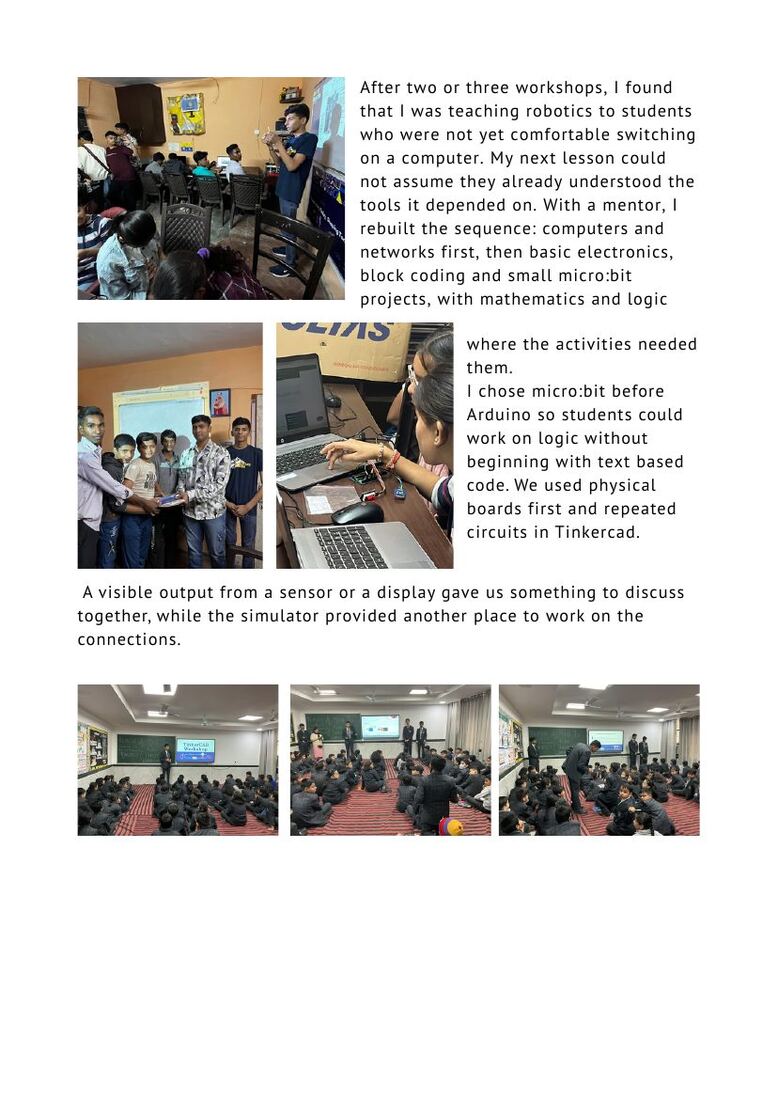 After two or three workshops, I found
that I was teaching robotics to students
who were not yet comfortable switching
on a computer. My next lesson could
not assume they already understood the
tools it depended on. With a mentor, I
rebuilt the sequence: computers and
networks first, then basic electronics,
block coding and small micro:bit
projects, with mathematics and logic
where the activities needed
them.
I chose micro:bit before
Arduino so students could
work on logic without
beginning with text based
code. We used physical
boards first and repeated
circuits in Tinkercad.
A visible output from a sensor or a display gave us something to discuss
together, while the simulator provided another place to work on the
connections.
TinkerCAD
Workshop